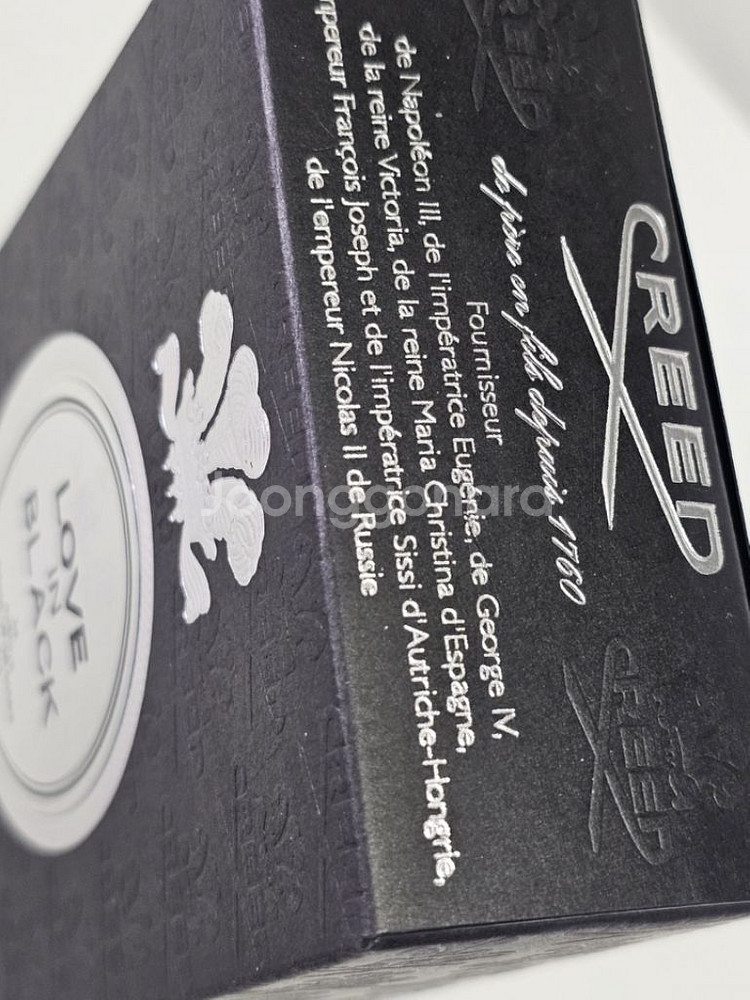 CREED
de père en fils depuis 1760
Fournisseur
de Napoléon III, de l'impératrice Eugénie, de George IV,
de la reine Victoria, de la reine Maria Christina d'Espagne,
François Joseph et de l'impératrice Sissi d'Autriche-Hongrie,
de l'empereur Nicolas II de Russie
CREED
CREED
LOVE
IN
BLACK
Joonggonara